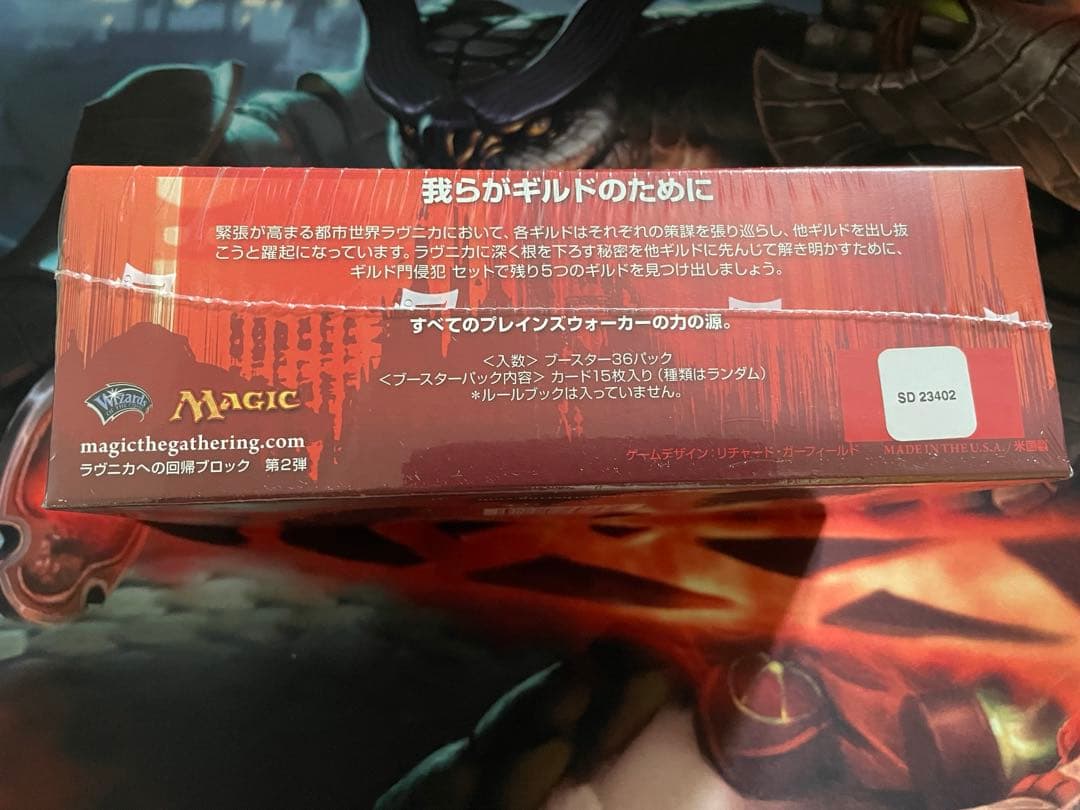 我らがギルドのために
緊張が高まる都市世界ラヴニカにおいて、各ギルドはそれぞれの策謀を張り巡らし、他ギルドを出し抜
こうと躍起になっています。ラヴニカに深く根を下ろす秘密を他ギルドに先んじて解き明かすために、
ギルド門侵犯 セットで残り5つのギルドを見つけ出しましょう。
すべてのプレインズウォーカーの力の源。
<入数> ブースター36パック
<ブースターパック内容> カード15枚入り (種類はランダム)
*ルールブックは入っていません。
SD 23402
Wizards OF THE COAST
MAGIC
magicthegathering.com
ラヴニカへの回帰ブロック 第2弾
ゲームデザイン:リチャード・ガーフィールド
MADE IN THE U.S.A. / 米国製